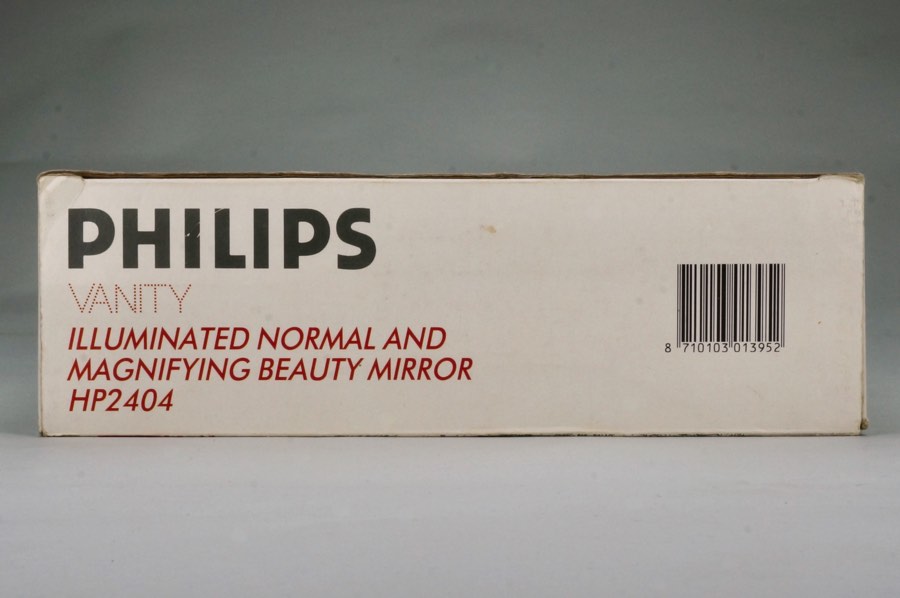 PHILIPS
VANITY
ILLUMINATED NORMAL AND
MAGNIFYING BEAUTY MIRROR
HP2404
8 710103 013952